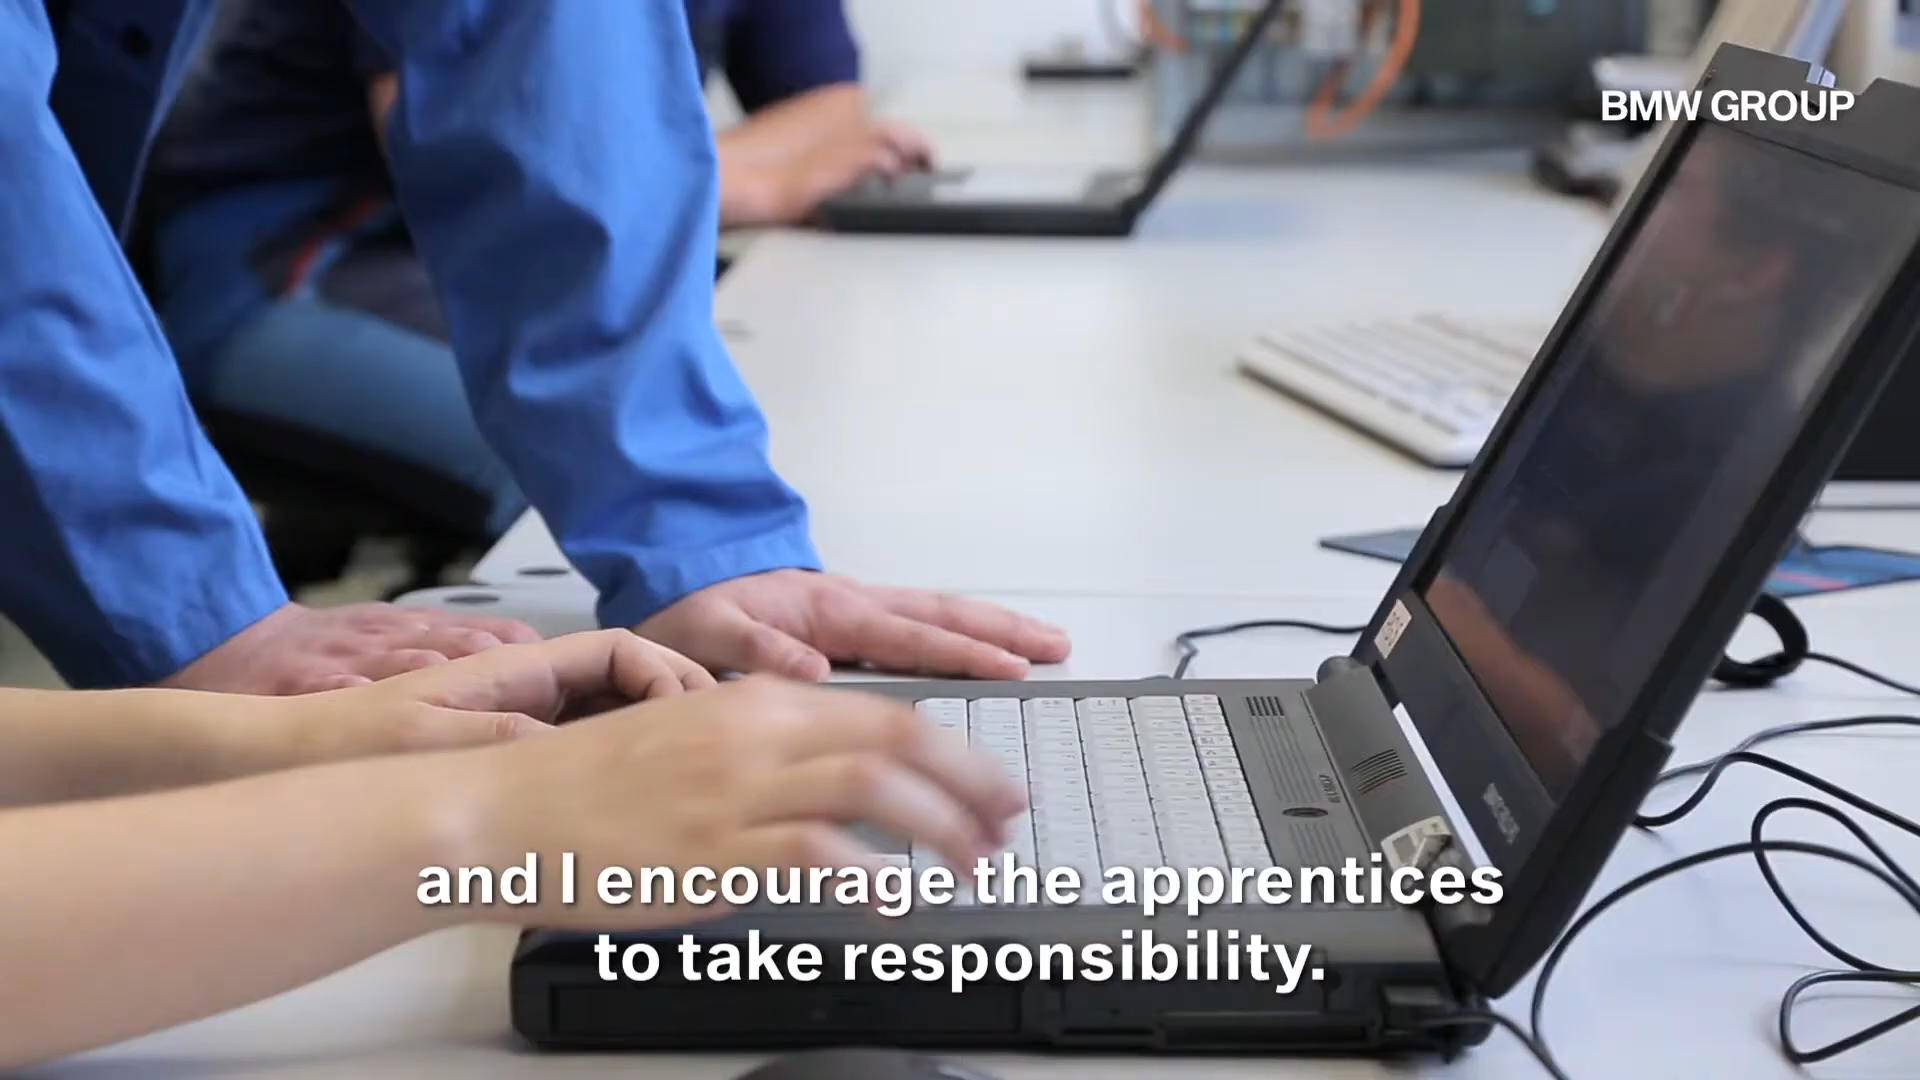 BMW GROUP
and I encourage the apprentices
to take responsibility.